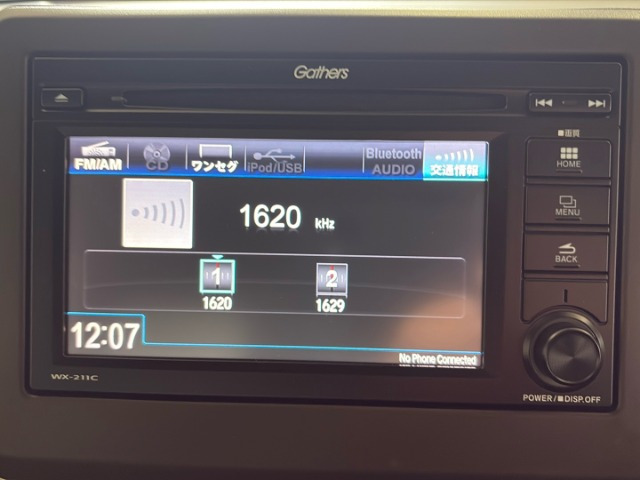 Gathers
■画質
FM/AM
CD
ワンセグ
iPod/USB
Bluetooth
AUDIO
交通情報
HOME
1620 kHz
MENU
BACK
1
2
1620
1629
12:07
No Phone Connected
WX-211C
POWER/■DISP.OFF